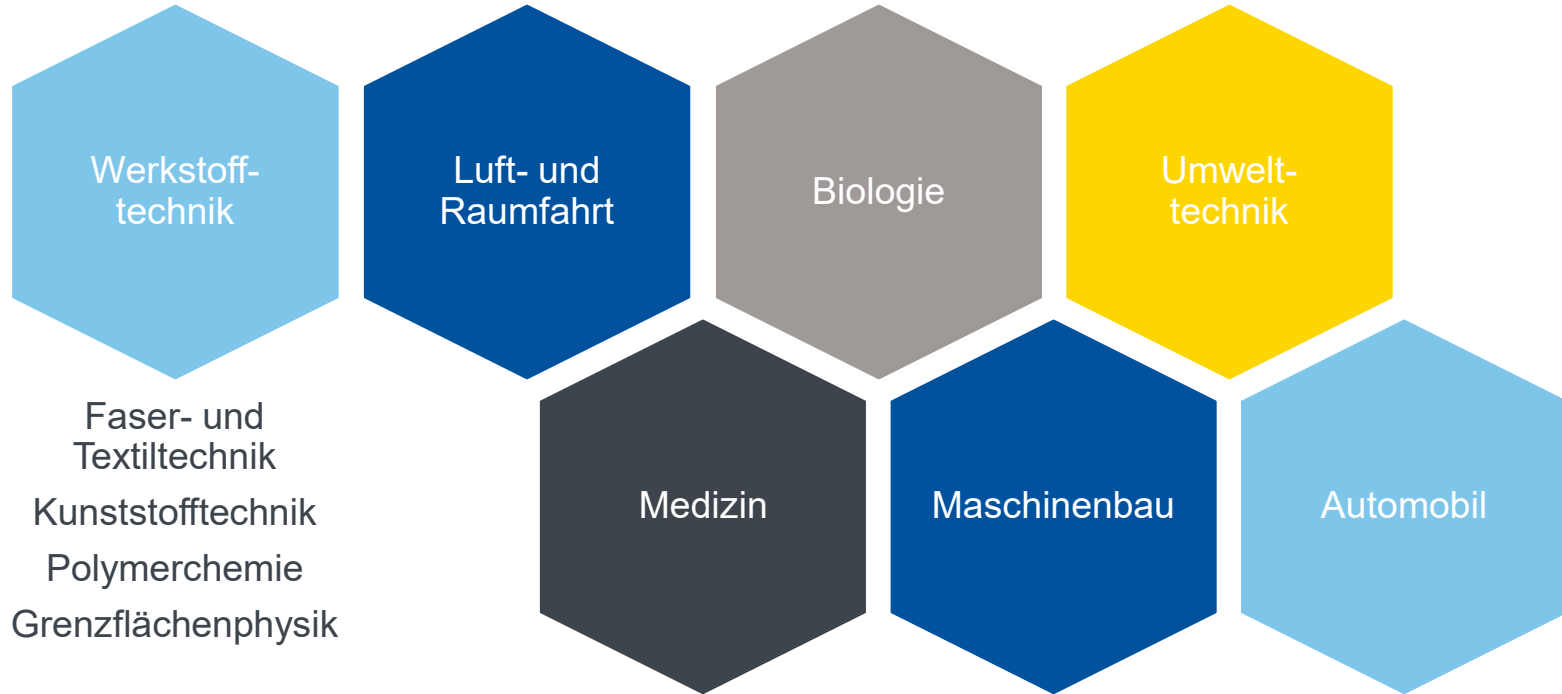 Werkstoff-
technik
Luft- und
Raumfahrt
Biologie
Umwelt-
technik
Faser- und
Textiltechnik
Kunststofftechnik
Polymerchemie
Grenzflächenphysik
Medizin
Maschinenbau
Automobil